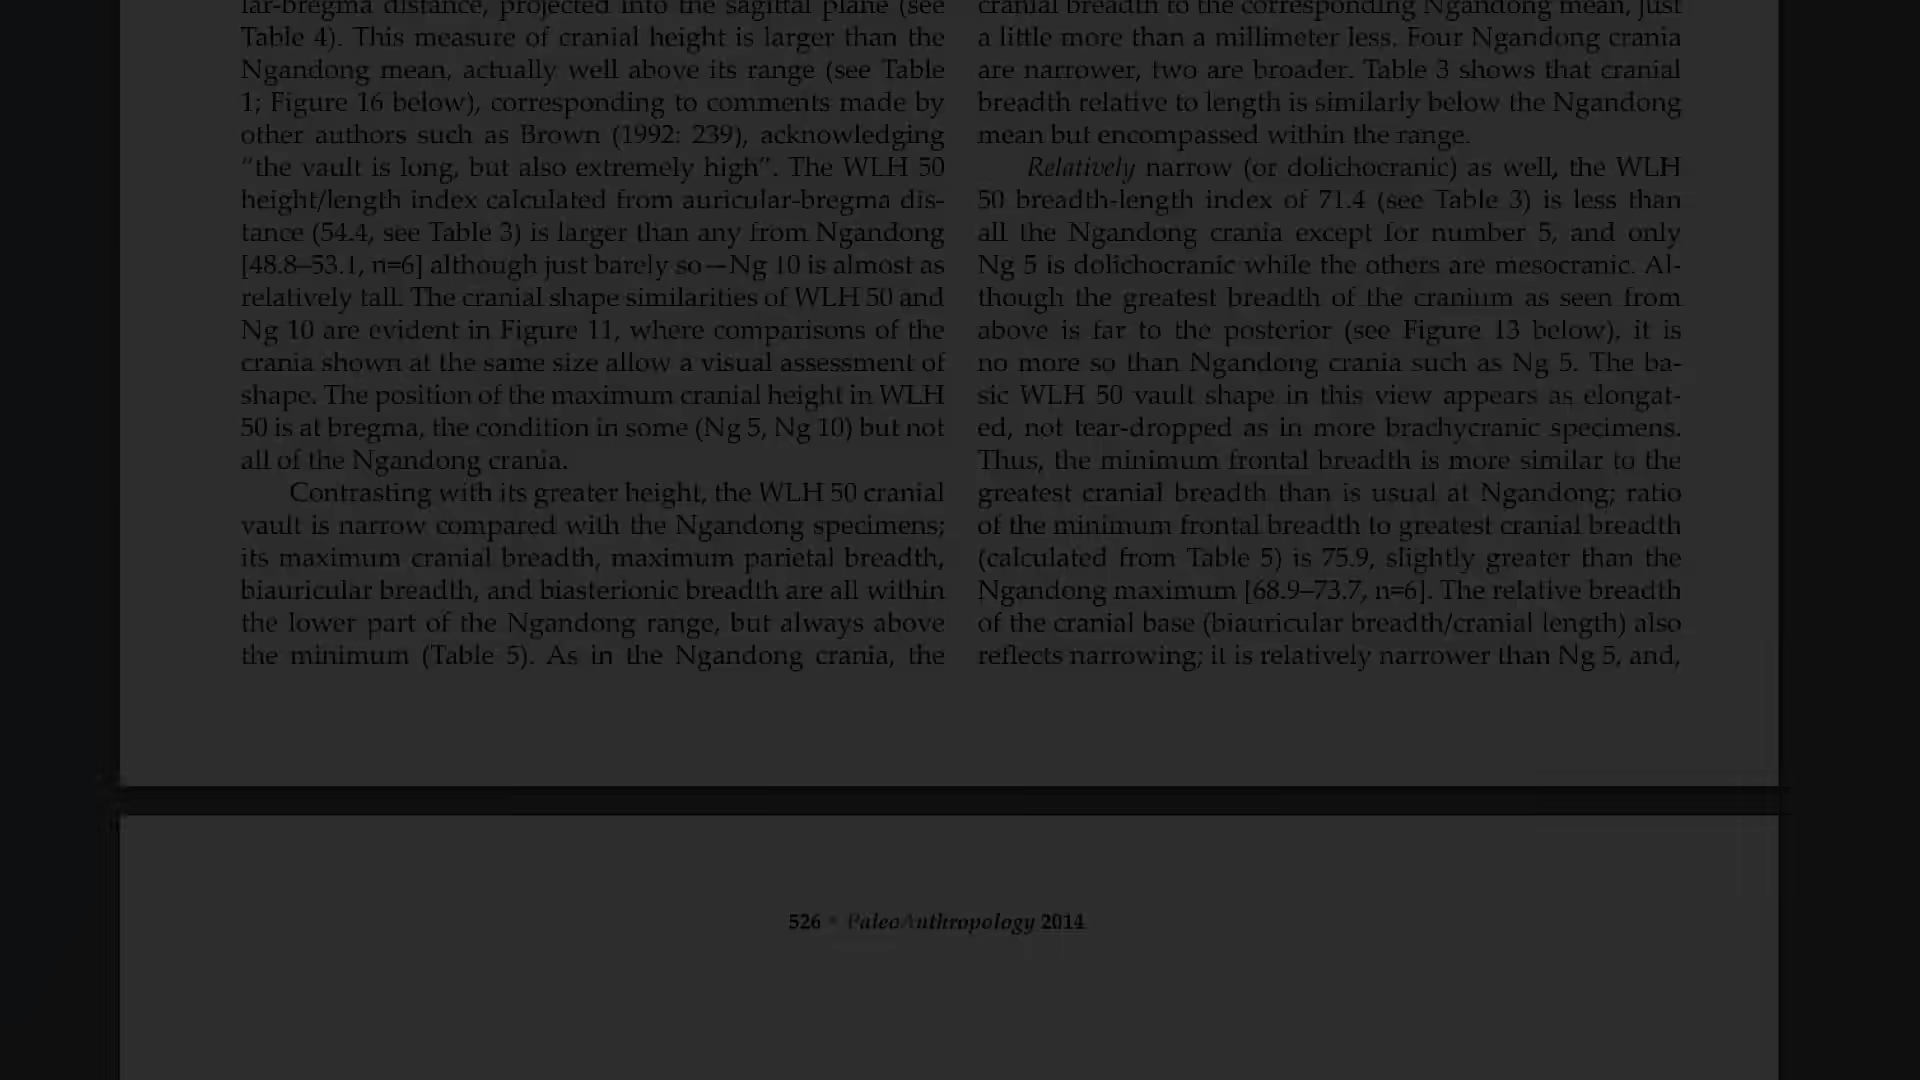 lar-bregma distance, projected into the sagittal plane (see
Table 4). This measure of cranial height is larger than the
Ngandong mean, actually well above its range (see Table
1; Figure 16 below), corresponding to comments made by
other authors such as Brown (1992: 239), acknowledging
“the vault is long, but also extremely high”. The WLH 50
height/length index calculated from auricular-bregma dis-
tance (54.4, see Table 3) is larger than any from Ngandong
[48.8–53.1, n=6] although just barely so—Ng 10 is almost as
relatively tall. The cranial shape similarities of WLH 50 and
Ng 10 are evident in Figure 11, where comparisons of the
crania shown at the same size allow a visual assessment of
shape. The position of the maximum cranial height in WLH
50 is at bregma, the condition in some (Ng 5, Ng 10) but not
all of the Ngandong crania.
Contrasting with its greater height, the WLH 50 cranial
vault is narrow compared with the Ngandong specimens;
its maximum cranial breadth, maximum parietal breadth,
biauricular breadth, and biasterionic breadth are all within
the lower part of the Ngandong range, but always above
the minimum (Table 5). As in the Ngandong crania, the
cranial breadth to the corresponding Ngandong mean, just
a little more than a millimeter less. Four Ngandong crania
are narrower, two are broader. Table 3 shows that cranial
breadth relative to length is similarly below the Ngandong
mean but encompassed within the range.
Relatively narrow (or dolichocranic) as well, the WLH
50 breadth-length index of 71.4 (see Table 3) is less than
all the Ngandong crania except for number 5, and only
Ng 5 is dolichocranic while the others are mesocranic. Al-
though the greatest breadth of the cranium as seen from
above is far to the posterior (see Figure 13 below), it is
no more so than Ngandong crania such as Ng 5. The ba-
sic WLH 50 vault shape in this view appears as elongat-
ed, not tear-dropped as in more brachycranic specimens.
Thus, the minimum frontal breadth is more similar to the
greatest cranial breadth than is usual at Ngandong; ratio
of the minimum frontal breadth to greatest cranial breadth
(calculated from Table 5) is 75.9, slightly greater than the
Ngandong maximum [68.9–73.7, n=6]. The relative breadth
of the cranial base (biauricular breadth/cranial length) also
reflects narrowing; it is relatively narrower than Ng 5, and,
526 • PaleoAnthropology 2014